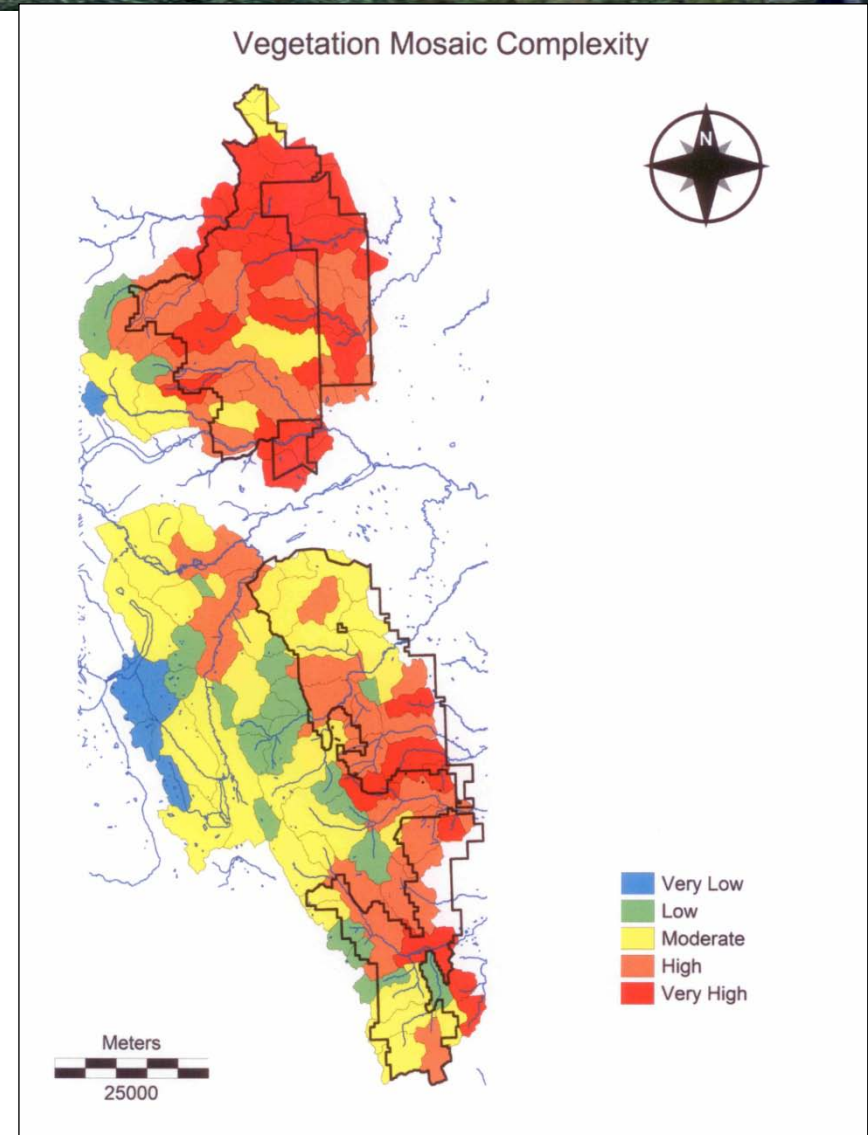 Vegetation Mosaic Complexity
N
Very Low
Low
Moderate
High
Very High
Meters
25000